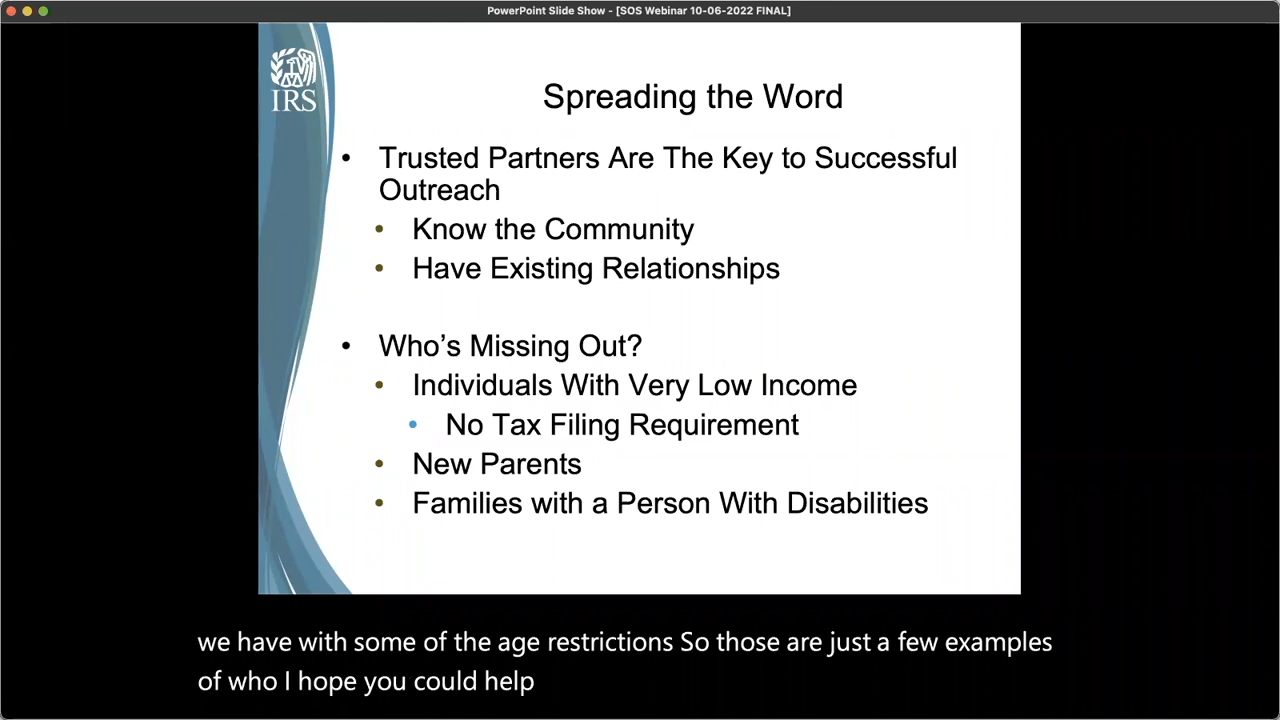 PowerPoint Slide Show - [SOS Webinar 10-06-2022 FINAL]
IRS
Spreading the Word
• Trusted Partners Are The Key to Successful
Outreach
• Know the Community
• Have Existing Relationships
• Who’s Missing Out?
• Individuals With Very Low Income
• No Tax Filing Requirement
• New Parents
• Families with a Person With Disabilities
we have with some of the age restrictions So those are just a few examples
of who I hope you could help